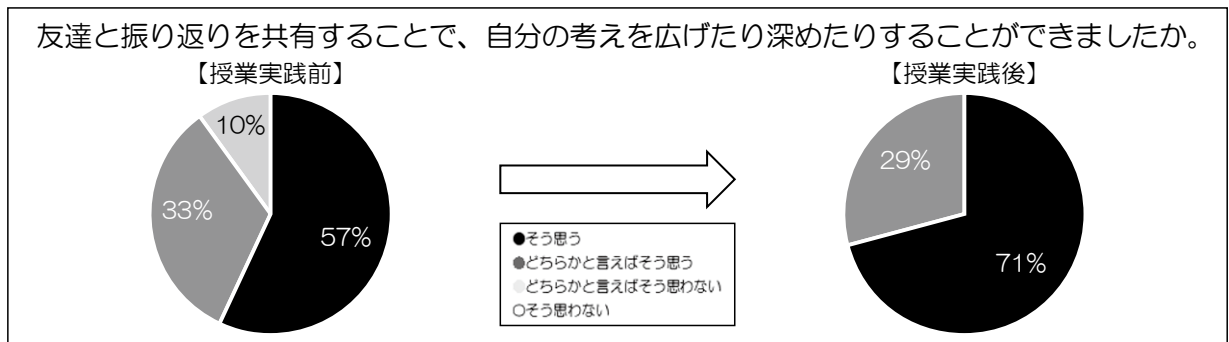 友達と振り返りを共有することで、自分の考えを広げたり深めたりすることができましたか。
【授業実践前】
【授業実践後】
10%
33%
57%
●そう思う
●どちらかと言えばそう思う
●どちらかと言えばそう思わない
○そう思わない
29%
71%